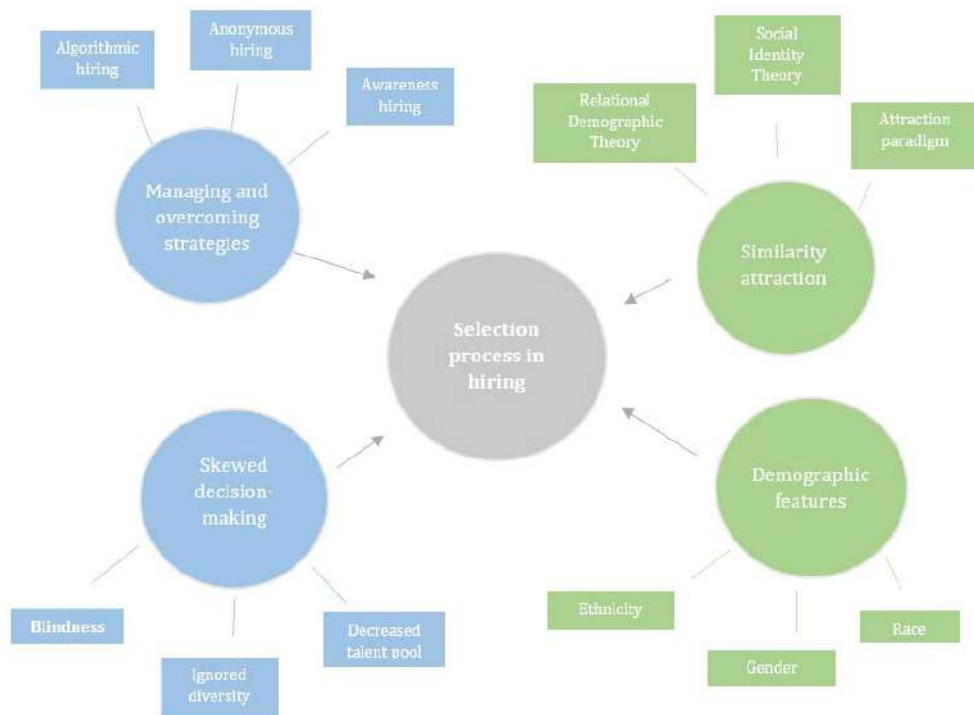 Algorithmic
hiring
Anonymous
hiring
Awareness
hiring
Managing and
overcoming
strategies
Social
Identity
Theory
Relational
Demographic
Theory
Attraction
paradigm
Similarity
attraction
Selection
process in
hiring
Skewed
decision-
making
Blindness
Ignored
diversity
Decreased
talent pool
Demographic
features
Ethnicity
Gender
Race